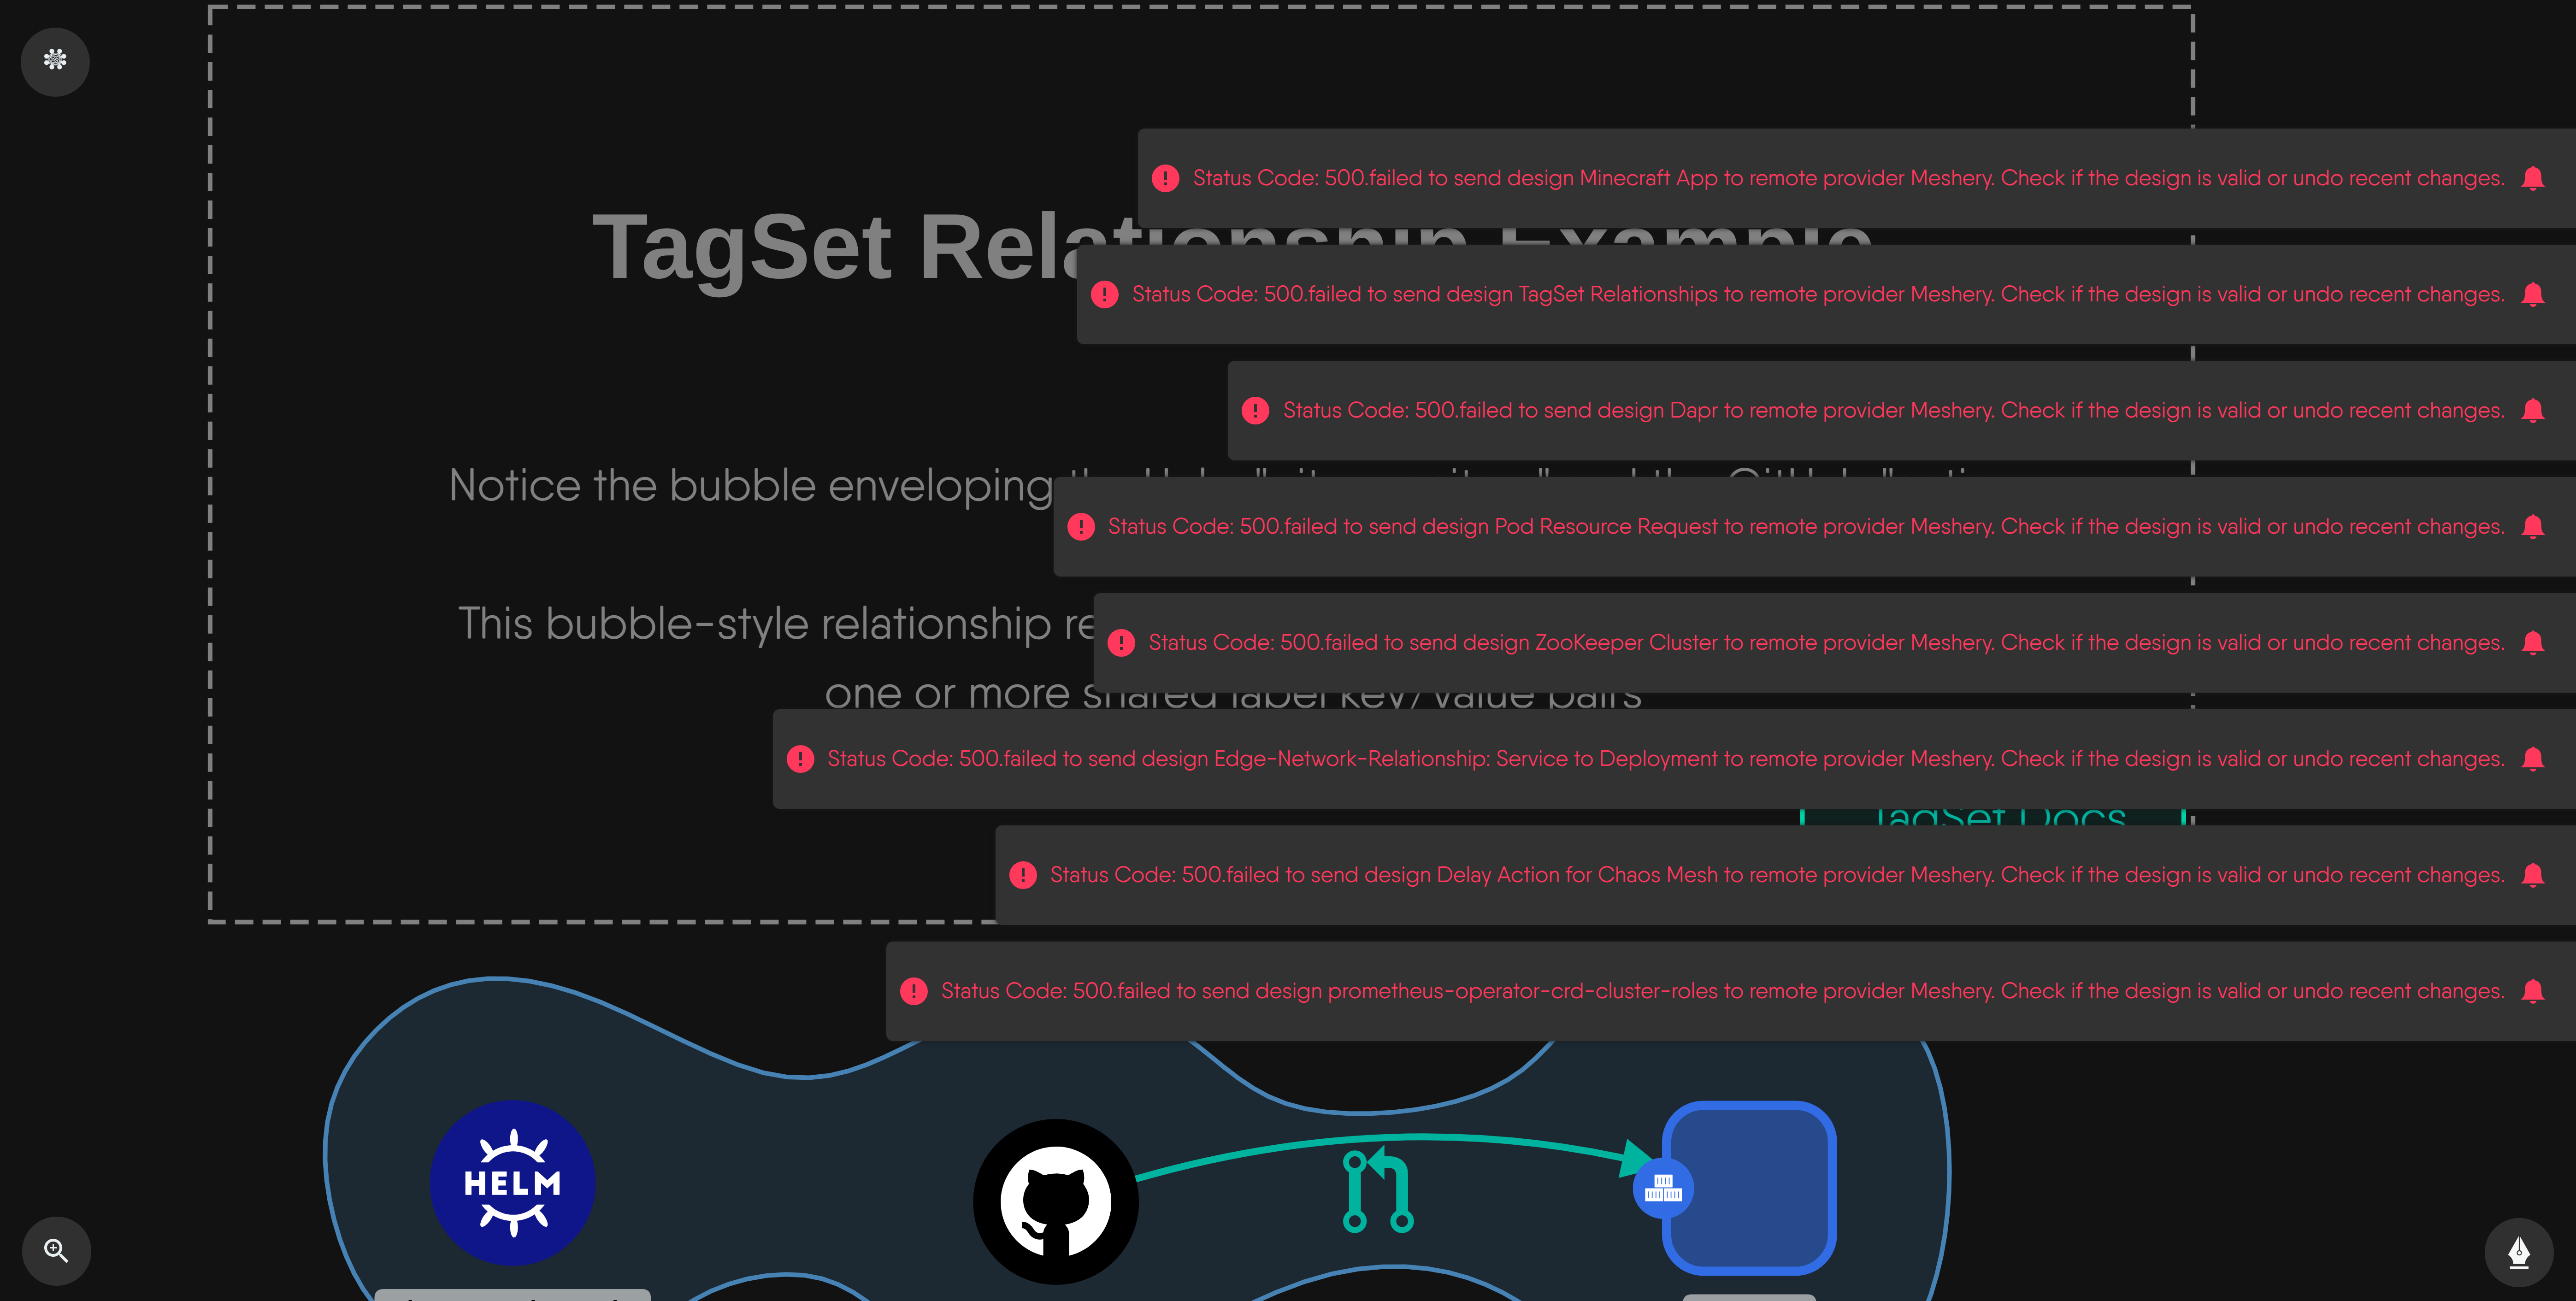 Status Code: 500.failed to send design Minecraft App to remote provider Meshery. Check if the design is valid or undo recent changes.
TagSet Relationship Example
Status Code: 500.failed to send design TagSet Relationships to remote provider Meshery. Check if the design is valid or undo recent changes.
Status Code: 500.failed to send design Dapr to remote provider Meshery. Check if the design is valid or undo recent changes.
Notice the bubble enveloping
Status Code: 500.failed to send design Pod Resource Request to remote provider Meshery. Check if the design is valid or undo recent changes.
This bubble-style relationship
Status Code: 500.failed to send design ZooKeeper Cluster to remote provider Meshery. Check if the design is valid or undo recent changes.
one or more shared label key/value pairs
Status Code: 500.failed to send design Edge-Network-Relationship: Service to Deployment to remote provider Meshery. Check if the design is valid or undo recent changes.
TagSet Docs
Status Code: 500.failed to send design Delay Action for Chaos Mesh to remote provider Meshery. Check if the design is valid or undo recent changes.
Status Code: 500.failed to send design prometheus-operator-crd-cluster-roles to remote provider Meshery. Check if the design is valid or undo recent changes.
HELM